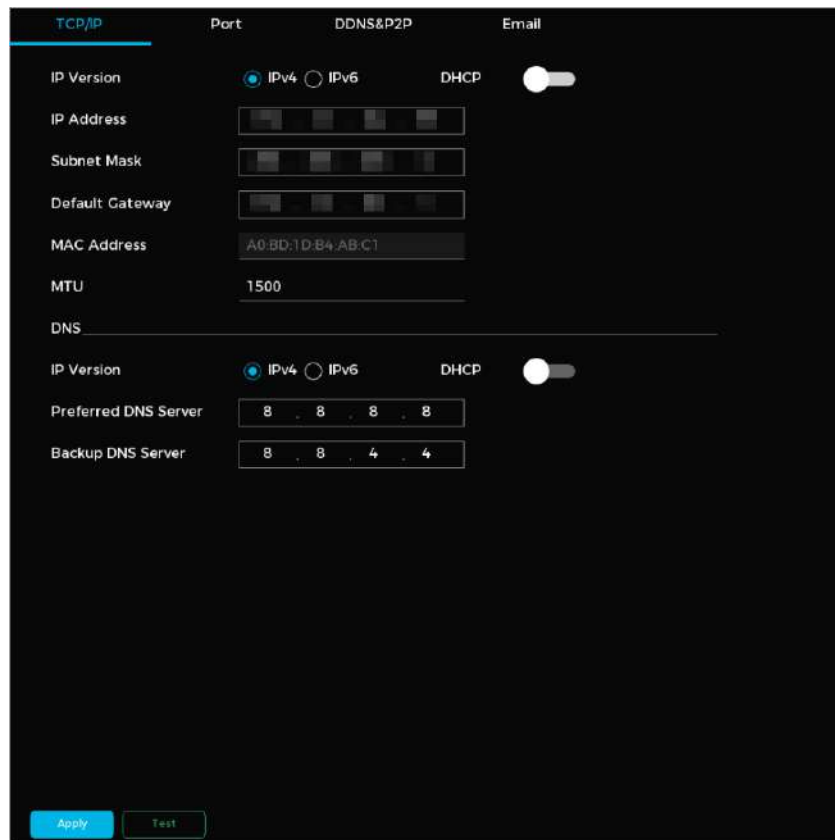 TCP/IP Port DDNS&P2P Email
IP Version IPv4 IPv6 DHCP
IP Address
Subnet Mask
Default Gateway
MAC Address A0:BD:1D:B4:AB:C1
MTU 1500
DNS
IP Version IPv4 IPv6 DHCP
Preferred DNS Server 8 . 8 . 8 . 8
Backup DNS Server 8 . 8 . 4 . 4
Apply Test